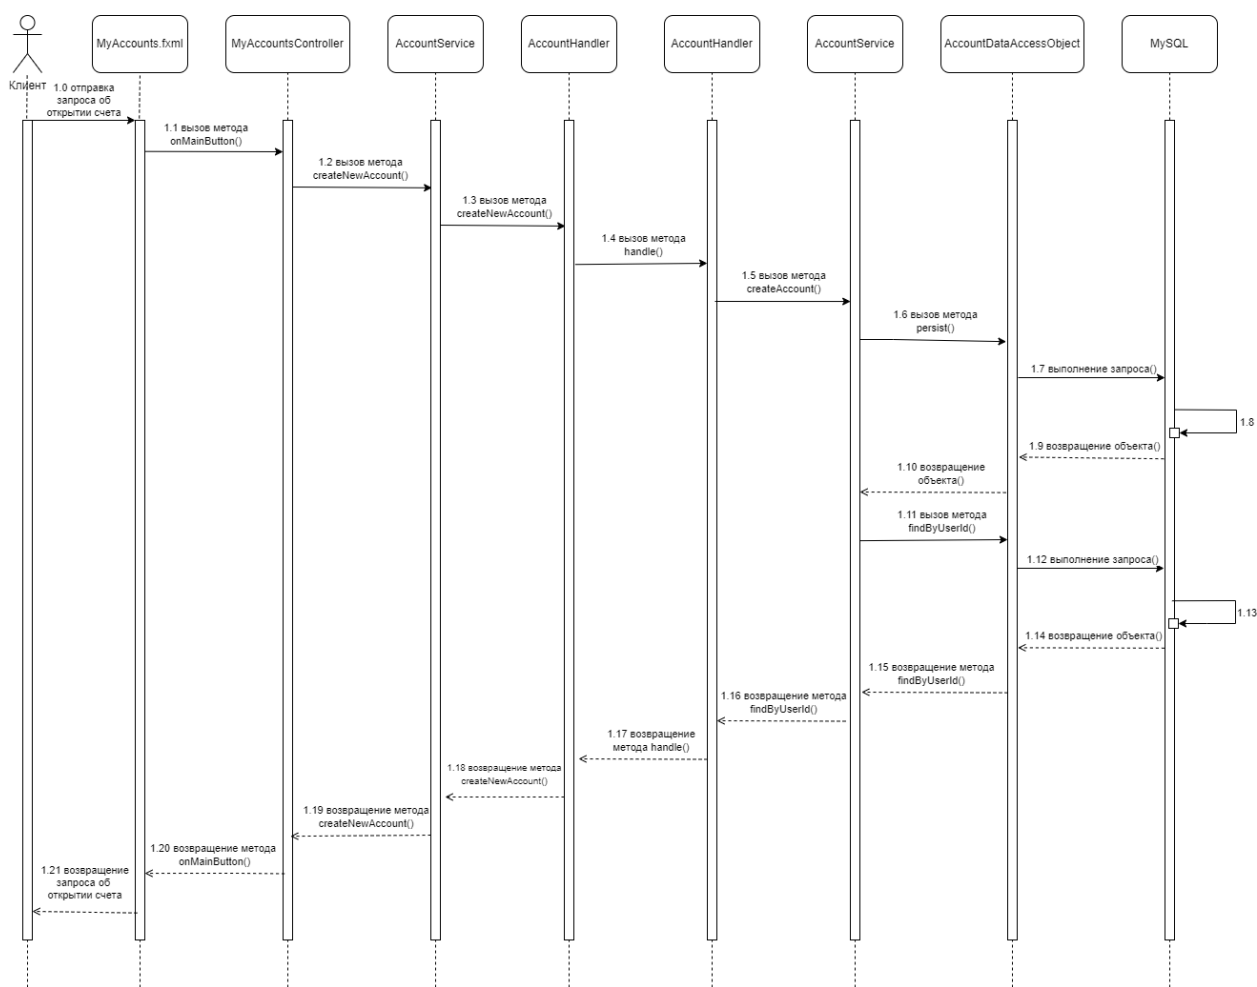 MyAccounts.fxml
MyAccountsController
AccountService
AccountHandler
AccountHandler
AccountService
AccountDataAccessObject
MySQL
Клиент
1.0 отправка
запроса об
открытии счета
1.1 вызов метода
onMainButton()
1.2 вызов метода
createNewAccount()
1.3 вызов метода
createNewAccount()
1.4 вызов метода
handle()
1.5 вызов метода
createAccount()
1.6 вызов метода
persist()
1.7 выполнение запроса()
1.8
1.9 возвращение объекта()
1.10 возвращение
объекта()
1.11 вызов метода
findByUserId()
1.12 выполнение запроса()
1.13
1.14 возвращение объекта()
1.15 возвращение метода
findByUserId()
1.16 возвращение метода
findByUserId()
1.17 возвращение
метода handle()
1.18 возвращение метода
createNewAccount()
1.19 возвращение метода
createNewAccount()
1.20 возвращение метода
onMainButton()
1.21 возвращение
запроса об
открытии счета